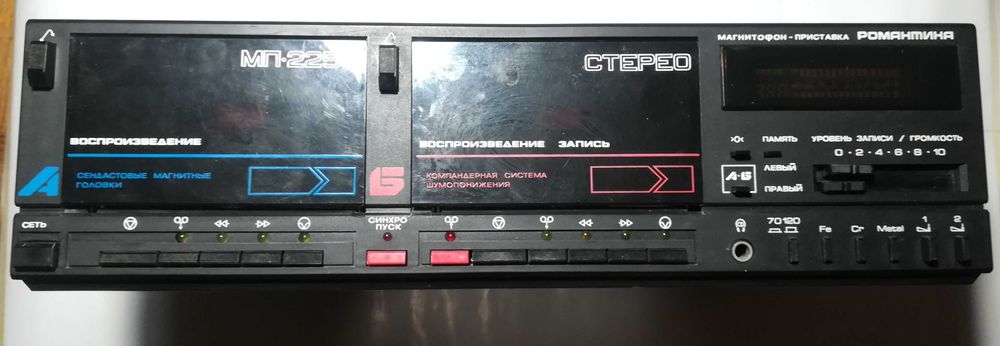 МП·225
СТЕРЕО
МАГНИТОФОН-ПРИСТАВКА РОМАНТИКА
ВОСПРОИЗВЕДЕНИЕ
А
СЕНДАСТОВЫЕ МАГНИТНЫЕ
ГОЛОВКИ
ВОСПРОИЗВЕДЕНИЕ ЗАПИСЬ
Б
КОМПАНДЕРНАЯ СИСТЕМА
ШУМОПОНИЖЕНИЯ
ПАМЯТЬ
УРОВЕНЬ ЗАПИСИ / ГРОМКОСТЬ
0·2·4·6·8·10
А-Б
ЛЕВЫЙ
ПРАВЫЙ
СЕТЬ
СИНХРО
ПУСК
70 120
Fe
Cr
Metal
1
2